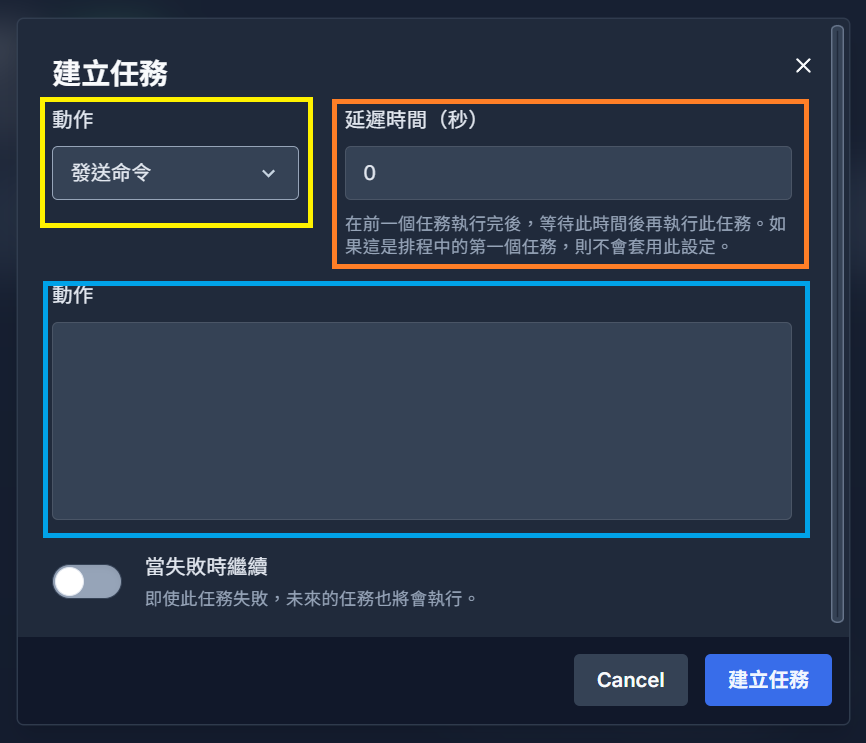 建立任務
動作
延遲時間（秒）
發送命令
0
在前一個任務執行完後，等待此時間後再執行此任務。如
果這是排程中的第一個任務，則不會套用此設定。
動作
當失敗時繼續
即使此任務失敗，未來的任務也將會執行。
Cancel
建立任務